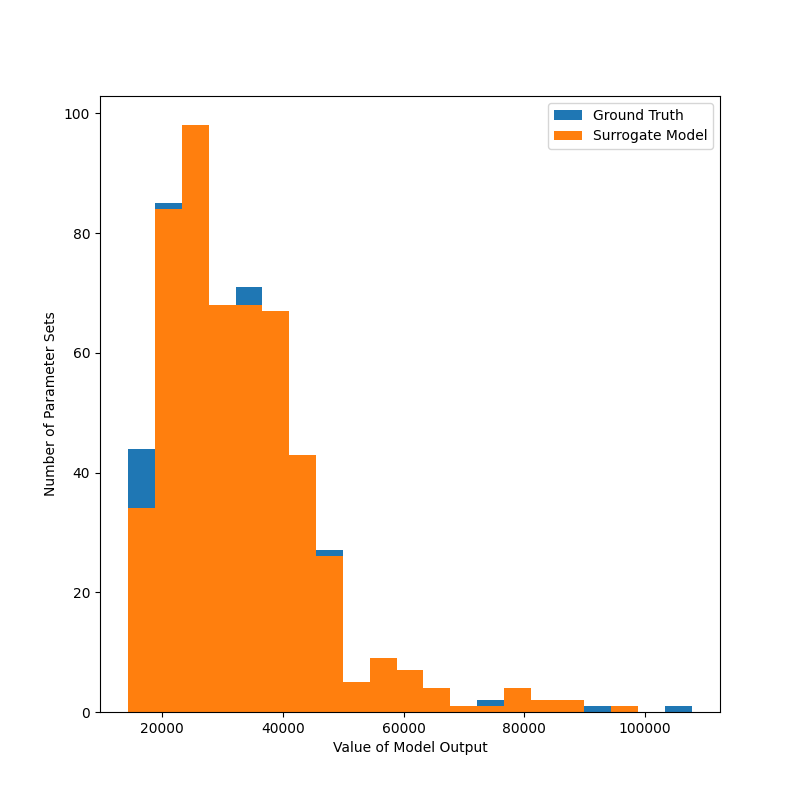 Ground Truth
Surrogate Model
100
80
60
40
20
0
Number of Parameter Sets
20000
40000
60000
80000
100000
Value of Model Output